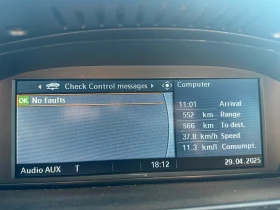 Check Control messages
Computer
OK No faults
11:01 Arrival
552 km Range
566 km To dest.
37.8 km/h Speed
11.3 l/km Consumpt.
Audio AUX T 18:12 29.04.2025